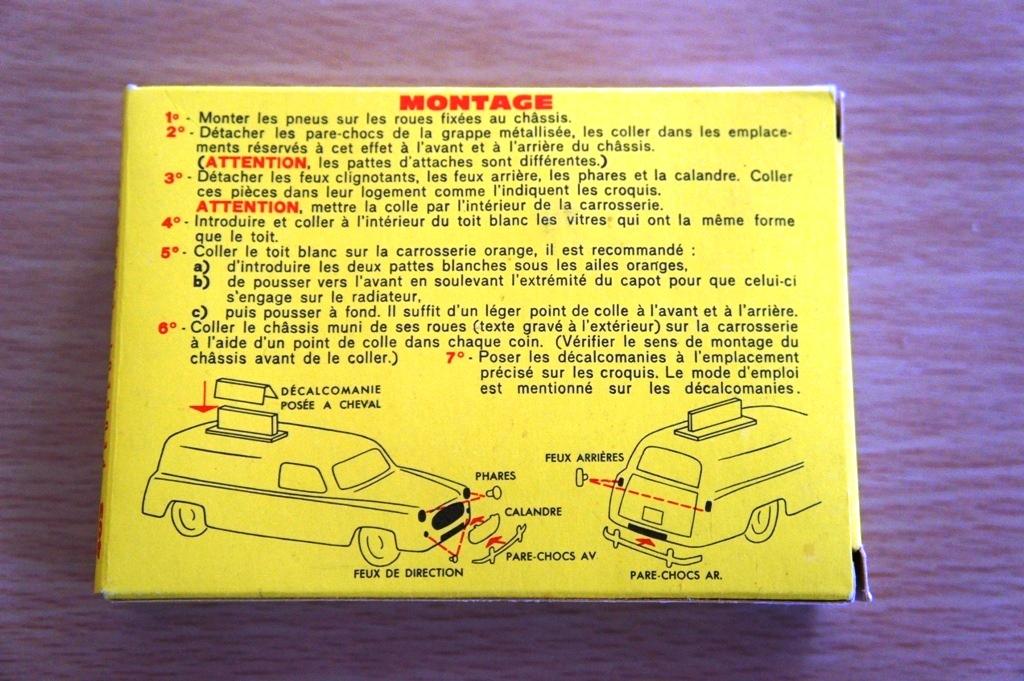 MONTAGE
1° - Monter les pneus sur les roues fixées au châssis.
2° - Détacher les pare-chocs de la grappe métallisée, les coller dans les emplace-
ments réservés à cet effet à l'avant et à l'arrière du châssis.
(ATTENTION, les pattes d'attaches sont différentes.)
3° - Détacher les feux clignotants, les feux arrière, les phares et la calandre. Coller
ces pièces dans leur logement comme l'indiquent les croquis.
ATTENTION, mettre la colle par l'intérieur de la carrosserie.
4° - Introduire et coller à l'intérieur du toit blanc les vitres qui ont la même forme
que le toit.
5° - Coller le toit blanc sur la carrosserie orange, il est recommandé :
a) d'introduire les deux pattes blanches sous les ailes oranges,
b) de pousser vers l'avant en soulevant l'extrémité du capot pour que celui-ci
s'engage sur le radiateur,
c) puis pousser à fond. Il suffit d'un léger point de colle à l'avant et à l'arrière.
6° - Coller le châssis muni de ses roues (texte gravé à l'extérieur) sur la carrosserie
à l'aide d'un point de colle dans chaque coin. (Vérifier le sens de montage du
châssis avant de le coller.)
7° - Poser les décalcomanies à l'emplacement
précisé sur les croquis. Le mode d'emploi
est mentionné sur les décalcomanies.
DÉCALCOMANIE
POSÉE A CHEVAL
PHARES
CALANDRE
PARE-CHOCS AV
FEUX DE DIRECTION
FEUX ARRIÈRES
PARE-CHOCS AR.